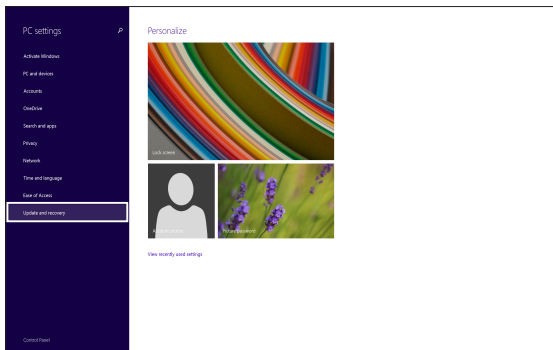 PC settings
Activate Windows
PC and devices
Accounts
OneDrive
Search and apps
Privacy
Network
Time and language
Ease of Access
Update and recovery
Control Panel
Personalize
Lock screen
Account picture
Picture password
View recently used settings